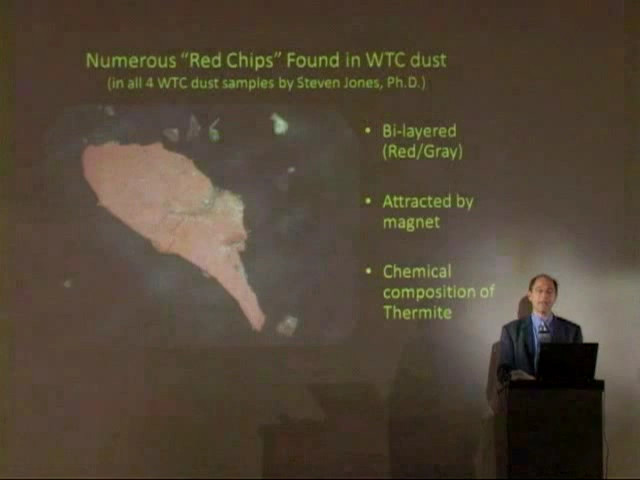 Numerous “Red Chips” Found in WTC dust
(in all 4 WTC dust samples by Steven Jones, Ph.D.)
• Bi-layered
(Red/Gray)
• Attracted by
magnet
• Chemical
composition of
Thermite